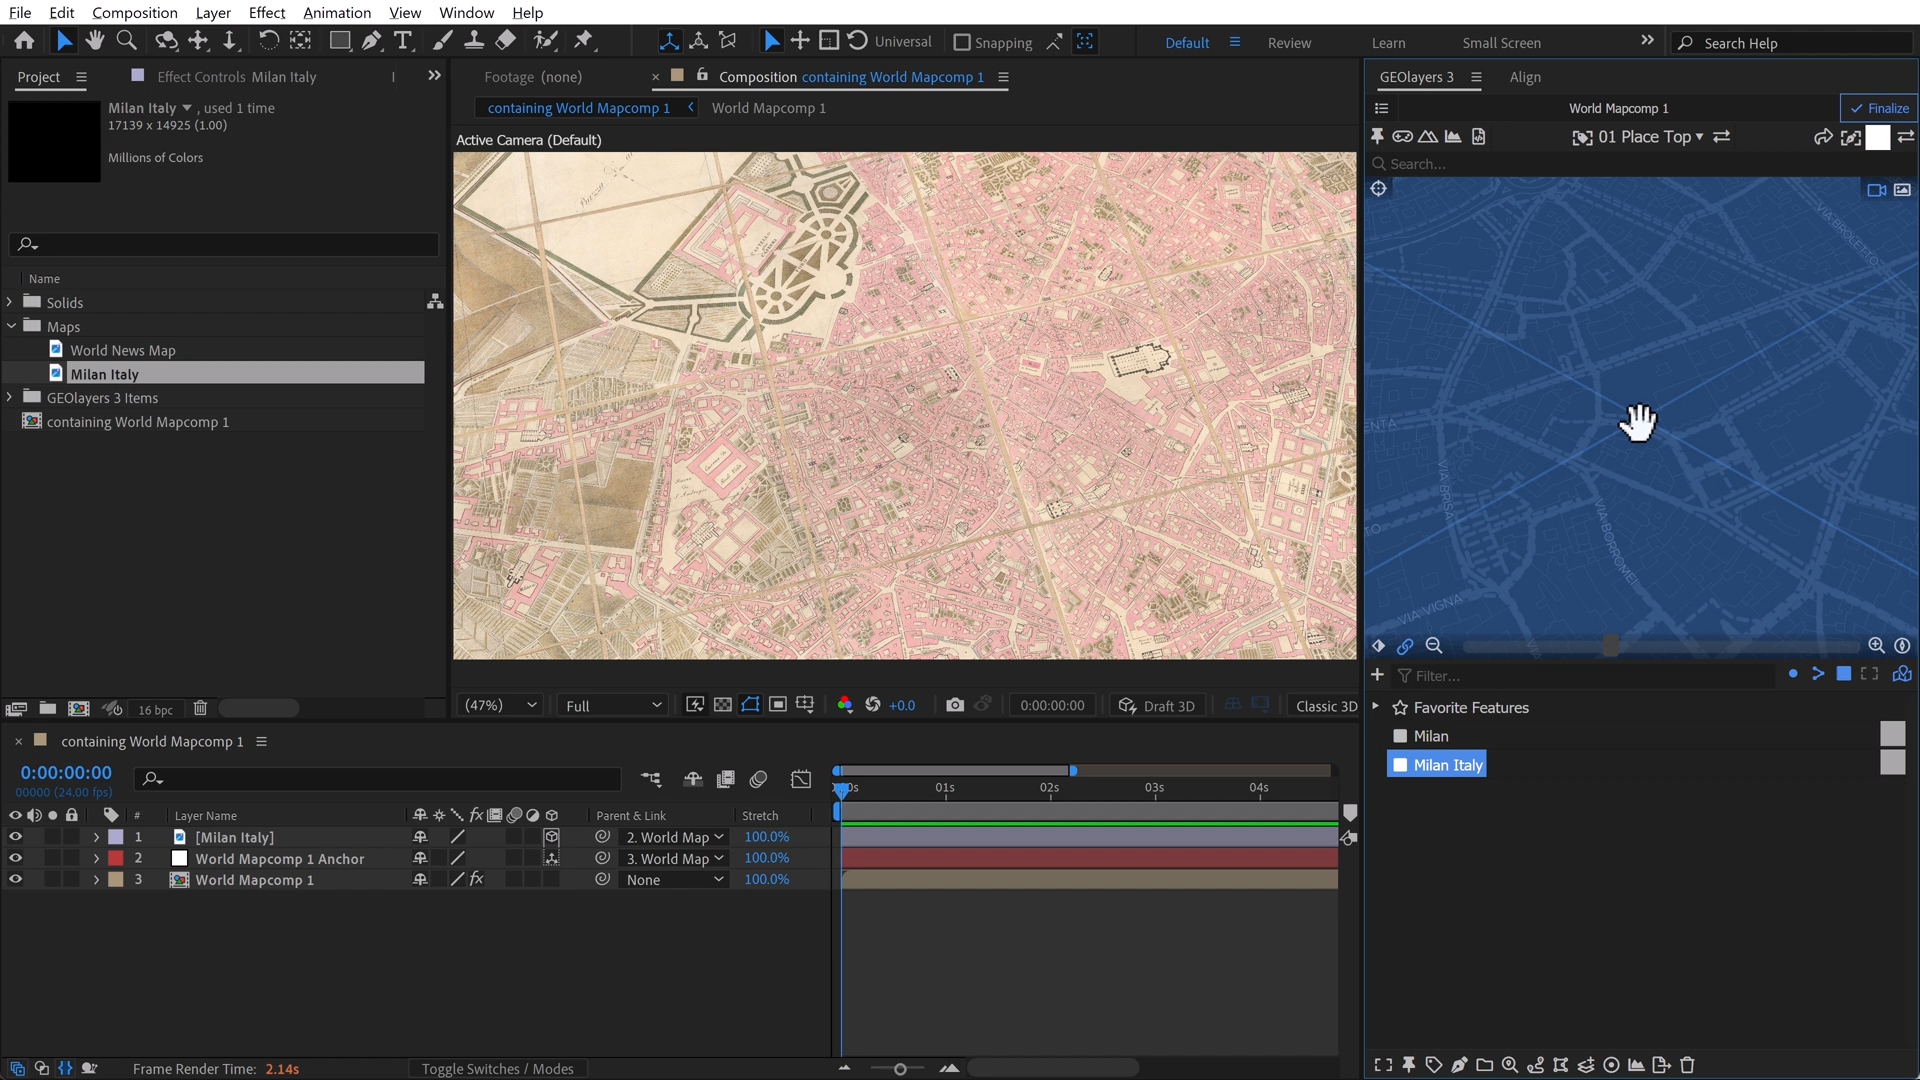 File Edit Composition Layer Effect Animation View Window Help
Universal
Snapping
Default
Review
Learn
Small Screen
Search Help
Project
Effect Controls Milan Italy
Footage (none)
Composition containing World Mapcomp 1
GEOlayers 3
Align
Milan Italy , used 1 time
17139 x 14925 (1.00)
Millions of Colors
containing World Mapcomp 1
World Mapcomp 1
World Mapcomp 1
Finalize
Active Camera (Default)
01 Place Top
Search...
VIA BROLETTO
Name
Solids
Maps
World News Map
Milan Italy
GEOlayers 3 Items
containing World Mapcomp 1
VIA BRISA
VIA BORROMEI
VIA VIGNA
16 bpc
(47%)
Full
+0.0
0:00:00:00
Draft 3D
Classic 3D
Filter...
Favorite Features
Milan
Milan Italy
containing World Mapcomp 1
0:00:00:00
00000 (24.00 fps)
01s
02s
03s
04s
# Layer Name
Parent & Link
Stretch
1 [Milan Italy] 2. World Map 100.0%
2 World Mapcomp 1 Anchor 3. World Map 100.0%
3 World Mapcomp 1 None 100.0%
Frame Render Time: 2.14s
Toggle Switches / Modes